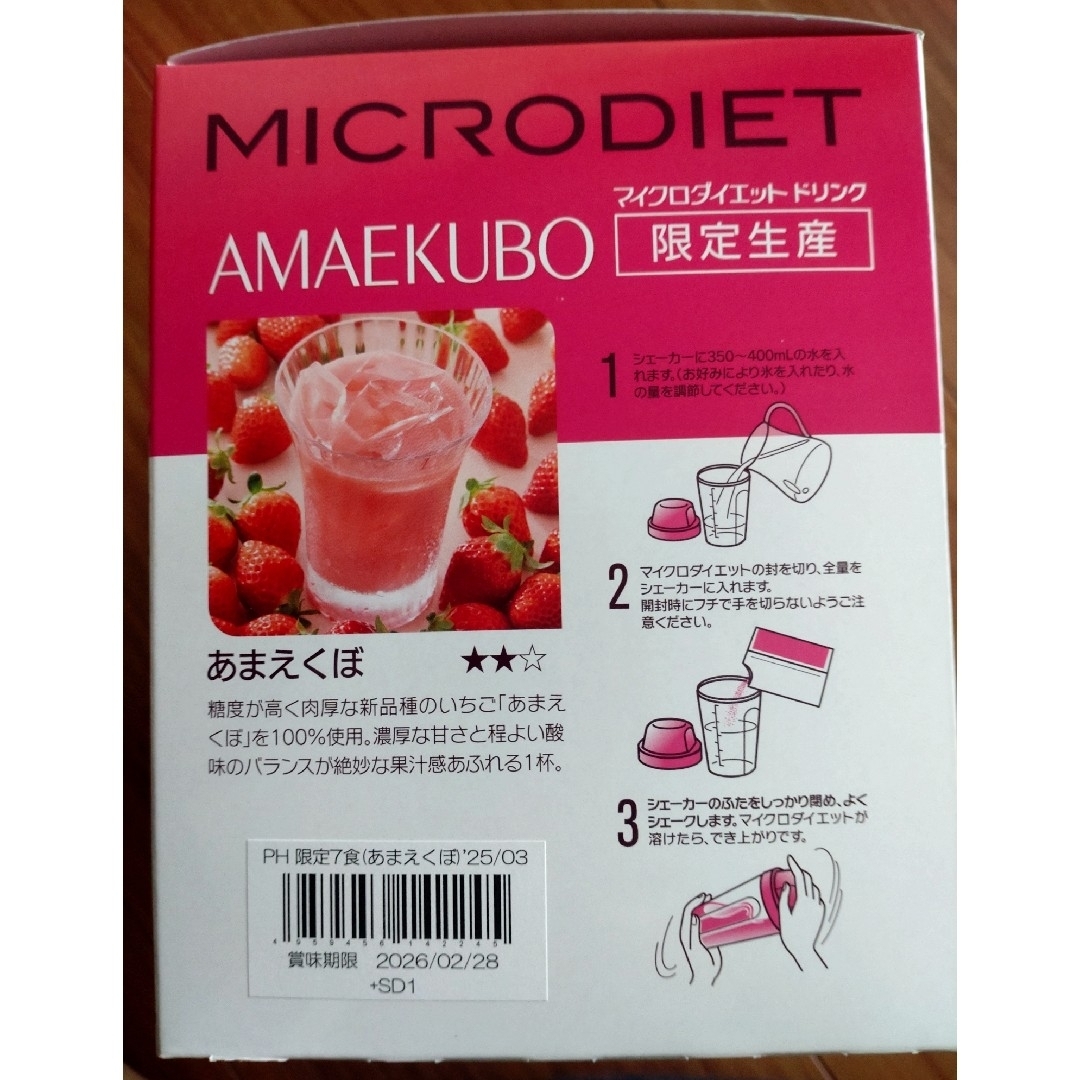 MICRODIET
マイクロダイエット ドリンク
AMAEKUBO
限定生産
1
シェーカーに350〜400mLの水を入
れます。(お好みにより氷を入れたり、水
の量を調節してください。)
2
マイクロダイエットの封を切り、全量を
シェーカーに入れます。
開封時にフチで手を切らないようご注
意ください。
あまえくぼ ★★☆
糖度が高く肉厚な新品種のいちご「あまえ
くぼ」を100%使用。濃厚な甘さと程よい酸
味のバランスが絶妙な果汁感あふれる1杯。
3
シェーカーのふたをしっかり閉め、よく
シェークします。マイクロダイエットが
溶けたら、でき上がりです。
PH 限定7食(あまえくぼ)'25/03
4959456142245
賞味期限 2026/02/28
+SD1